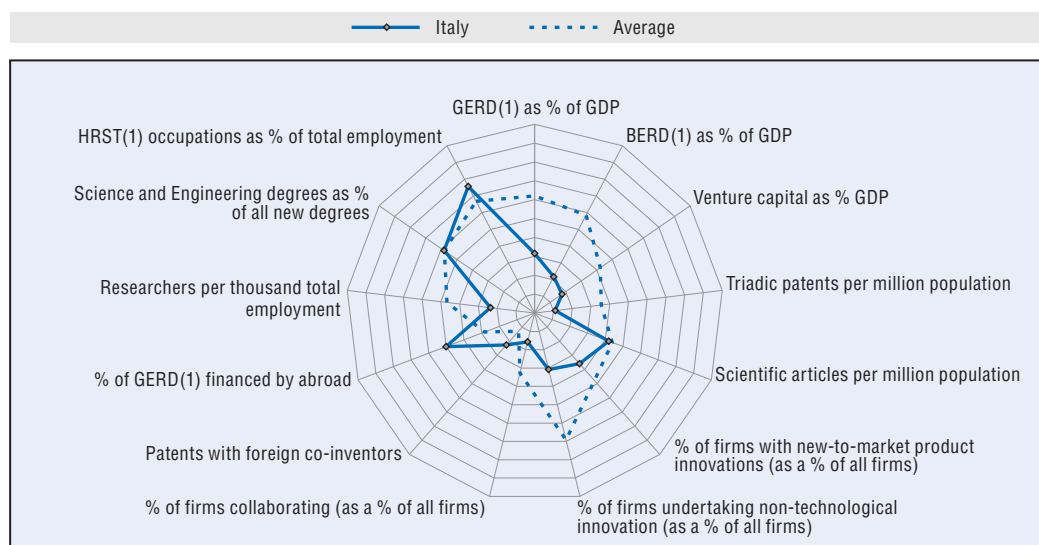 Italy
Average
GERD(1) as % of GDP
HRST(1) occupations as % of total employment
BERD(1) as % of GDP
Science and Engineering degrees as %
of all new degrees
Venture capital as % GDP
Researchers per thousand total
employment
Triadic patents per million population
% of GERD(1) financed by abroad
Scientific articles per million population
Patents with foreign co-inventors
% of firms with new-to-market product
innovations (as a % of all firms)
% of firms collaborating (as a % of all firms)
% of firms undertaking non-technological
innovation (as a % of all firms)